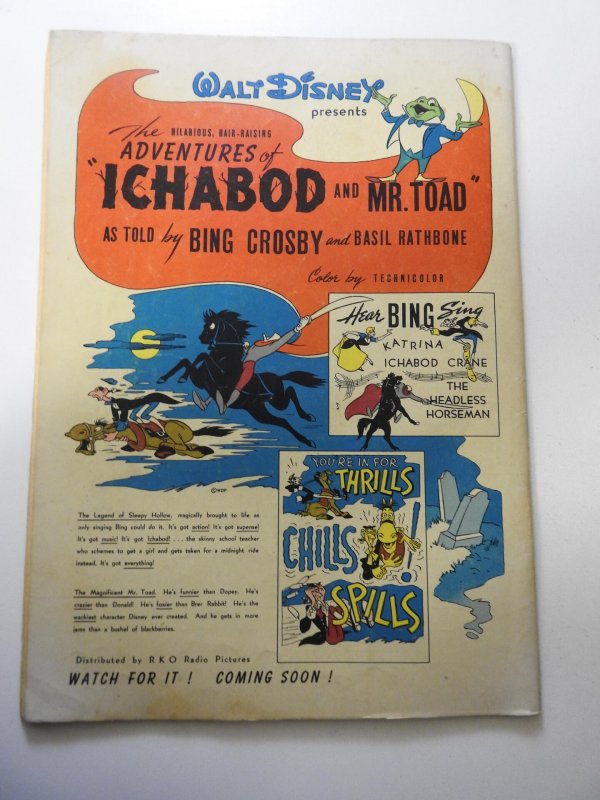 WALT DISNEY
presents
The HILARIOUS, HAIR-RAISING
ADVENTURES of
"ICHABOD AND MR. TOAD"
AS TOLD by BING CROSBY and BASIL RATHBONE
Color by TECHNICOLOR
Hear BING Sing
KATRINA
ICHABOD CRANE
THE
HEADLESS
HORSEMAN
©WDP
YOU'RE IN FOR
THRILLS
CHILLS!
SPILLS
The Legend of Sleepy Hollow, magically brought to life as
only singing Bing could do it. It's got action! It's got supense!
It's got music! It's got Ichabod! . . . the skinny school teacher
who schemes to get a girl and gets taken for a midnight ride
instead. It's got everything!
The Magnificent Mr. Toad. He's funnier than Dopey. He's
crazier than Donald! He's foxier than Brer Rabbit! He's the
wackiest character Disney ever created. And he gets in more
jams than a bushel of blackberries.
Distributed by RKO Radio Pictures
WATCH FOR IT! COMING SOON!